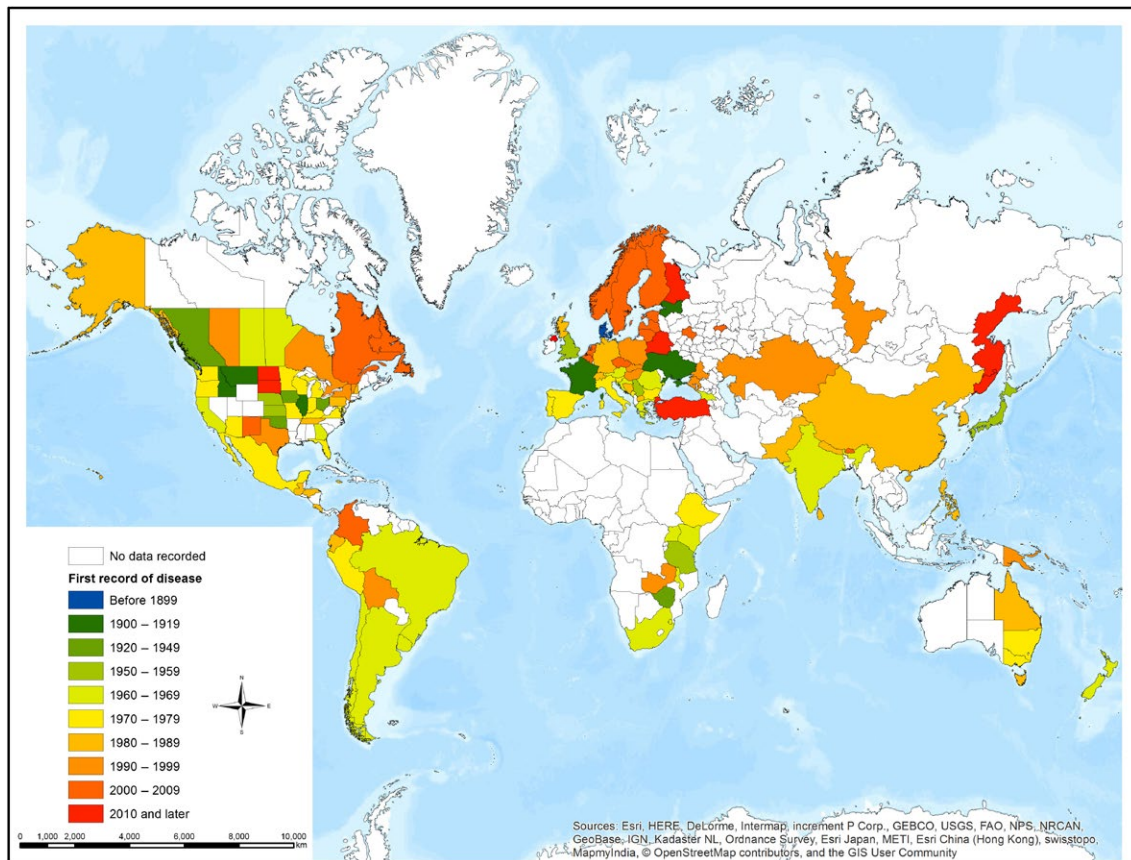 No data recorded
First record of disease
Before 1899
1900 – 1919
1920 – 1949
1950 – 1959
1960 – 1969
1970 – 1979
1980 – 1989
1990 – 1999
2000 – 2009
2010 and later
N
W E
S
0 1,000 2,000 4,000 6,000 8,000 10,000
km
Sources: Esri, HERE, DeLorme, Intermap, increment P Corp., GEBCO, USGS, FAO, NPS, NRCAN,
GeoBase, IGN, Kadaster NL, Ordnance Survey, Esri Japan, METI, Esri China (Hong Kong), swisstopo,
MapmyIndia, © OpenStreetMap contributors, and the GIS User Community